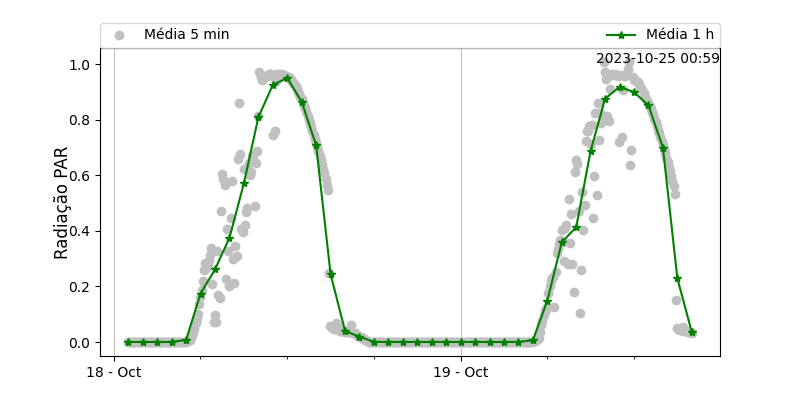 Média 5 min
Média 1 h
2023-10-25 00:59
1.0
0.8
0.6
0.4
0.2
0.0
Radiação PAR
18 - Oct
19 - Oct